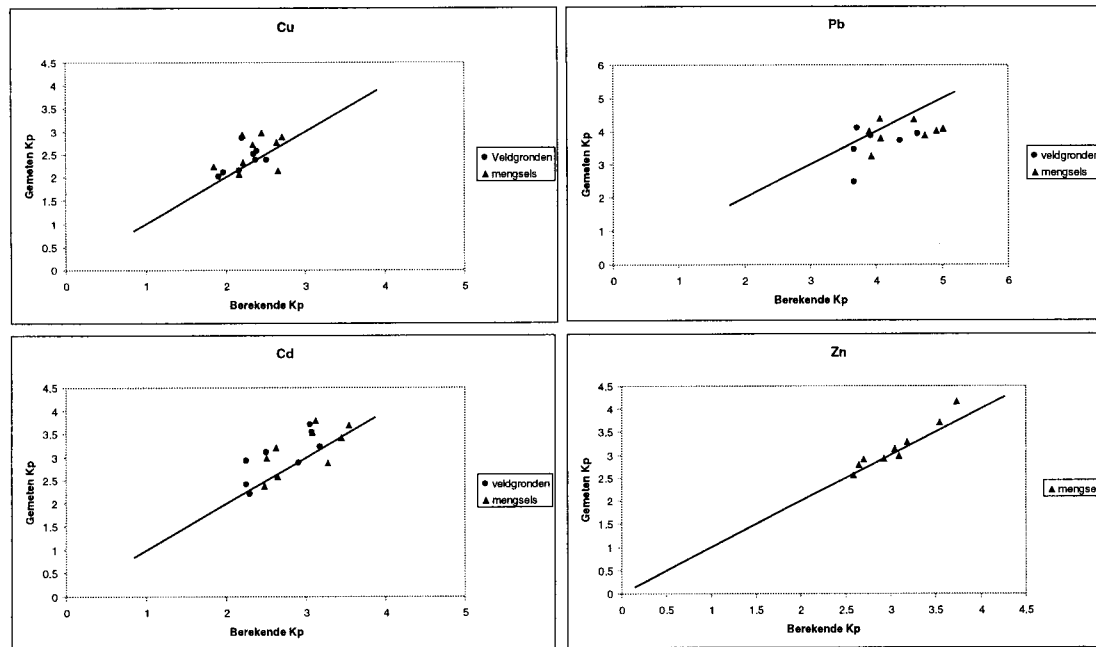 Cu
4.5
4
3.5
3
2.5
2
1.5
1
0.5
0
0 1 2 3 4 5
Gemeten Kp
Berekende Kp
Veldgronden
mengsels
Pb
6
5
4
3
2
1
0
0 1 2 3 4 5 6
Gemeten Kp
Berekende Kp
veldgronden
mengsels
Cd
4.5
4
3.5
3
2.5
2
1.5
1
0.5
0
0 1 2 3 4 5
Gemeten Kp
Berekende Kp
veldgronden
mengsels
Zn
4.5
4
3.5
3
2.5
2
1.5
1
0.5
0
0 0.5 1 1.5 2 2.5 3 3.5 4 4.5
Gemeten Kp
Berekende Kp
mengse